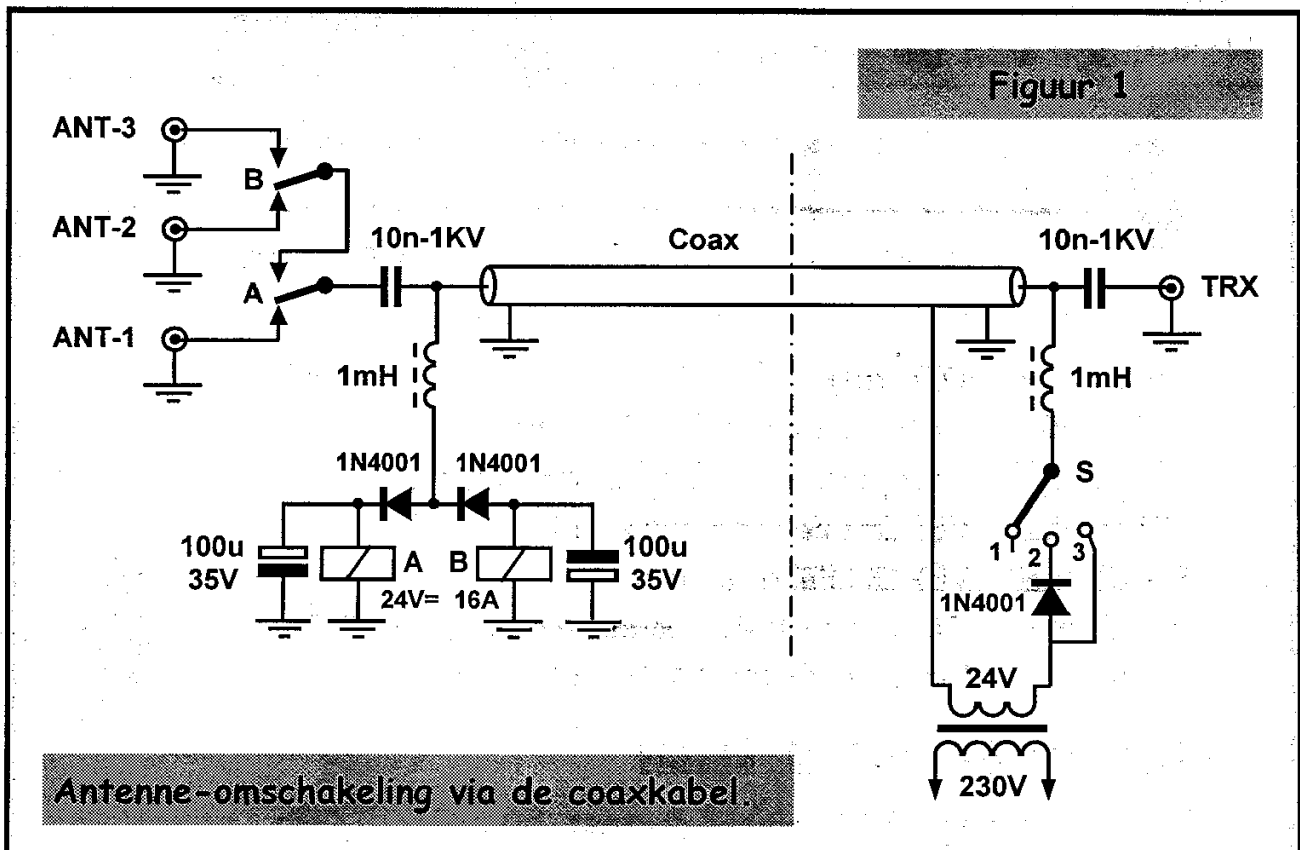 Figuur 1
ANT-3
B
ANT-2
10n-1KV
Coax
10n-1KV
A
TRX
ANT-1
1mH
1mH
1N4001 1N4001
S
100u
35V
A
B
100u
35V
24V= 16A
1 2 3
1N4001
24V
230V
Antenne-omschakeling via de coaxkabel.